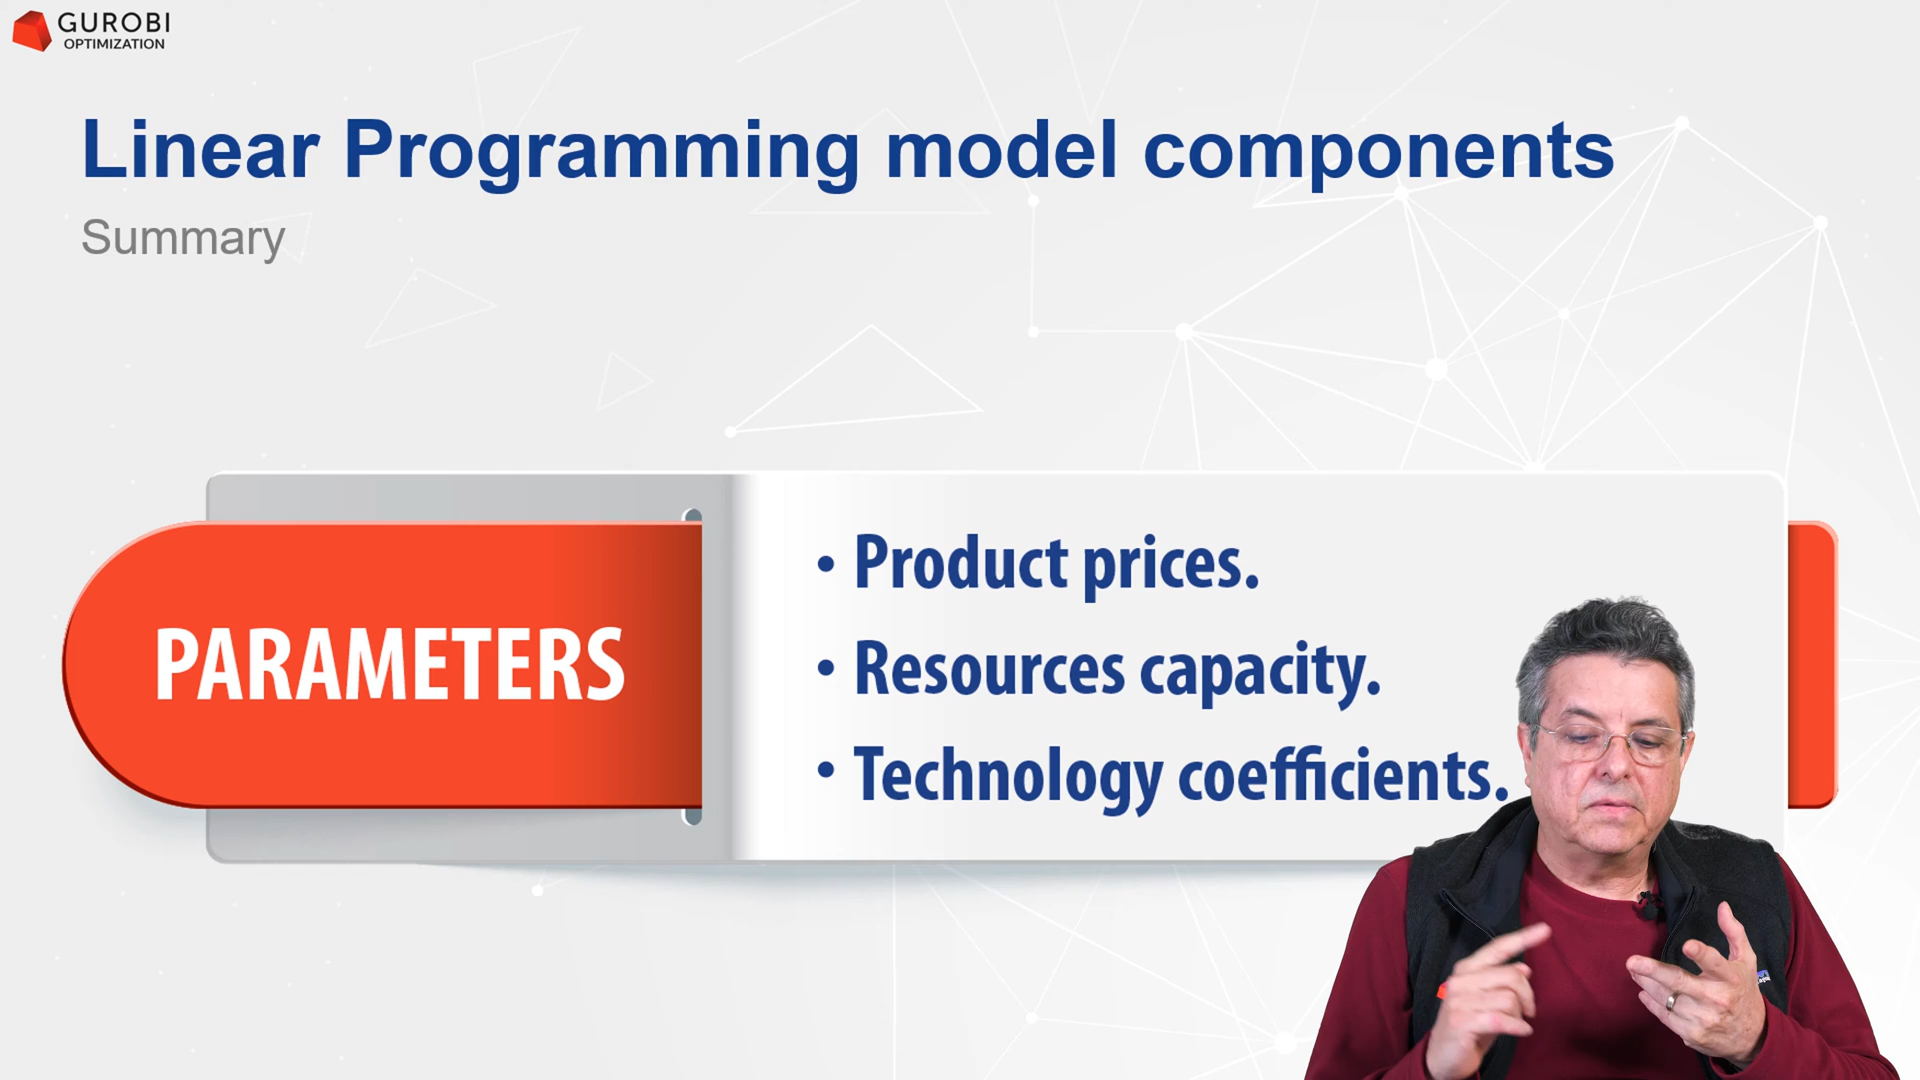 GUROBI
OPTIMIZATION
Linear Programming model components
Summary
PARAMETERS
• Product prices.
• Resources capacity.
• Technology coefficients.